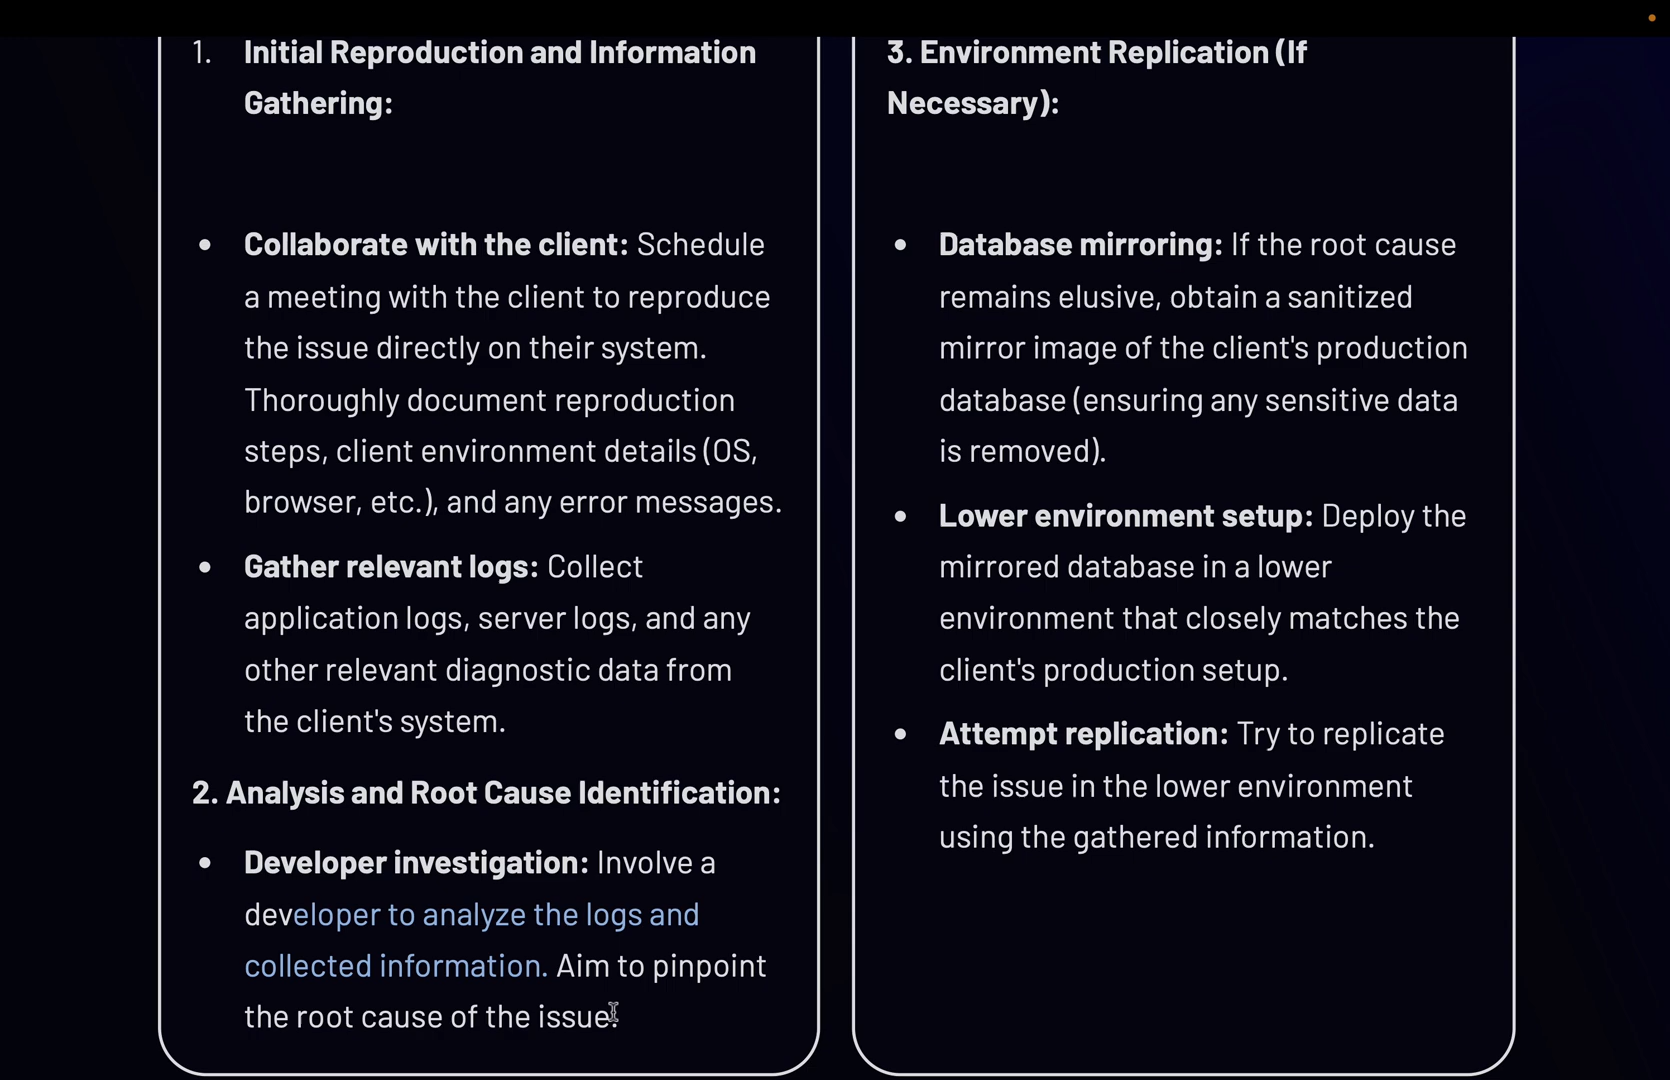 1. Initial Reproduction and Information
Gathering:
• Collaborate with the client: Schedule
a meeting with the client to reproduce
the issue directly on their system.
Thoroughly document reproduction
steps, client environment details (OS,
browser, etc.), and any error messages.
• Gather relevant logs: Collect
application logs, server logs, and any
other relevant diagnostic data from
the client's system.
2. Analysis and Root Cause Identification:
• Developer investigation: Involve a
developer to analyze the logs and
collected information. Aim to pinpoint
the root cause of the issue.
3. Environment Replication (If
Necessary):
• Database mirroring: If the root cause
remains elusive, obtain a sanitized
mirror image of the client's production
database (ensuring any sensitive data
is removed).
• Lower environment setup: Deploy the
mirrored database in a lower
environment that closely matches the
client's production setup.
• Attempt replication: Try to replicate
the issue in the lower environment
using the gathered information.